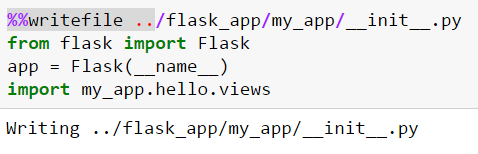 %%writefile ../flask_app/my_app/__init__.py
from flask import Flask
app = Flask(__name__)
import my_app.hello.views
Writing ../flask_app/my_app/__init__.py